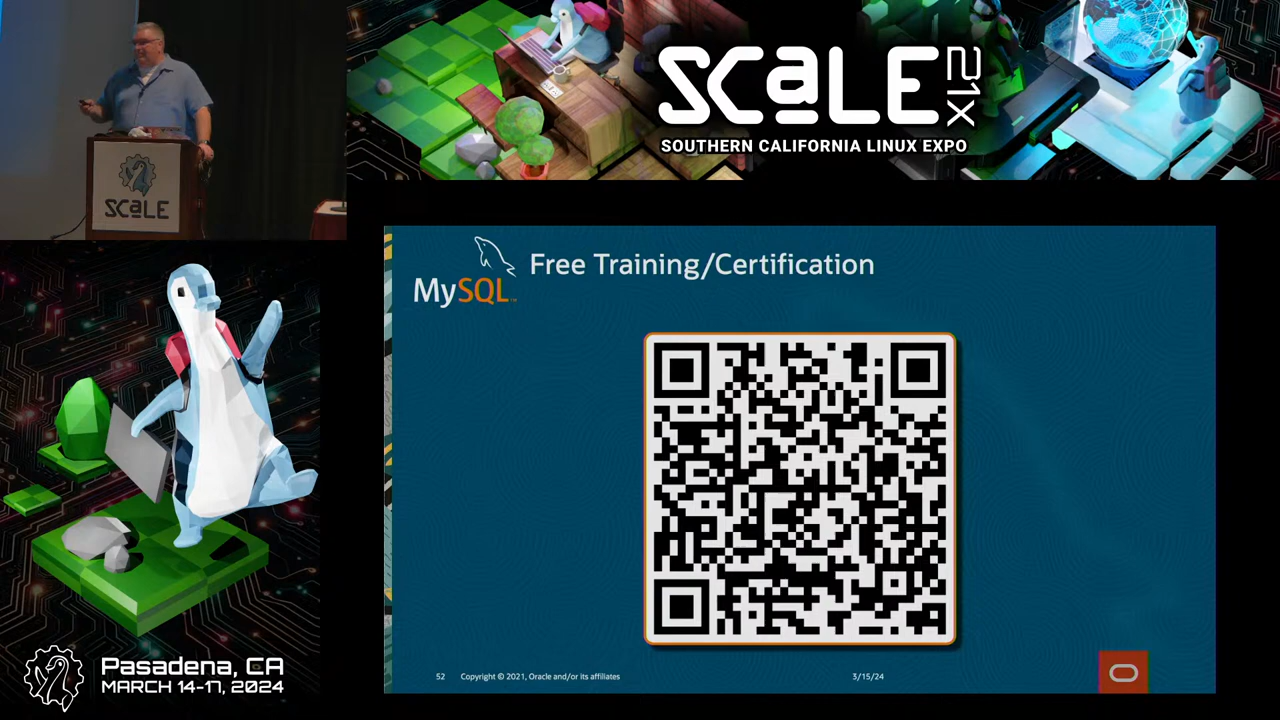 SCaLE 21X
SOUTHERN CALIFORNIA LINUX EXPO
SCaLE
MySQL™
Free Training/Certification
52 Copyright © 2021, Oracle and/or its affiliates 3/15/24
Pasadena, CA
MARCH 14-17, 2024